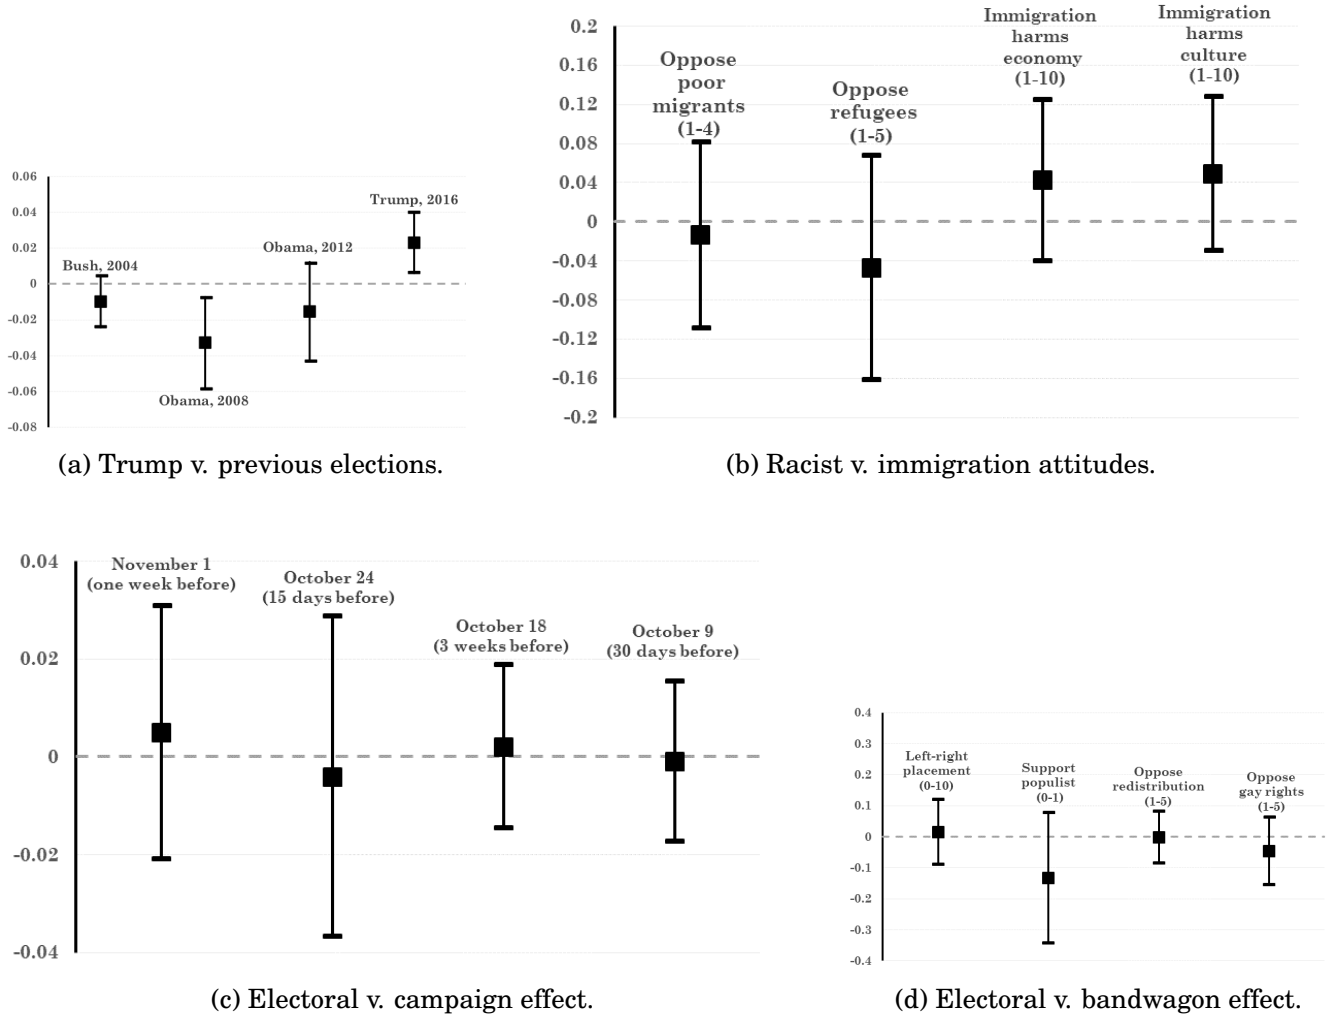 0.06
0.04
0.02
0
-0.02
-0.04
-0.06
-0.08
Bush, 2004
Obama, 2008
Obama, 2012
Trump, 2016
(a) Trump v. previous elections.
0.2
0.16
0.12
0.08
0.04
0
-0.04
-0.08
-0.12
-0.16
-0.2
Oppose
poor
migrants
(1-4)
Oppose
refugees
(1-5)
Immigration
harms
economy
(1-10)
Immigration
harms
culture
(1-10)
(b) Racist v. immigration attitudes.
0.04
0.02
0
-0.02
-0.04
November 1
(one week before)
October 24
(15 days before)
October 18
(3 weeks before)
October 9
(30 days before)
(c) Electoral v. campaign effect.
0.4
0.3
0.2
0.1
0
-0.1
-0.2
-0.3
-0.4
Left-right
placement
(0-10)
Support
populist
(0-1)
Oppose
redistribution
(1-5)
Oppose
gay rights
(1-5)
(d) Electoral v. bandwagon effect.